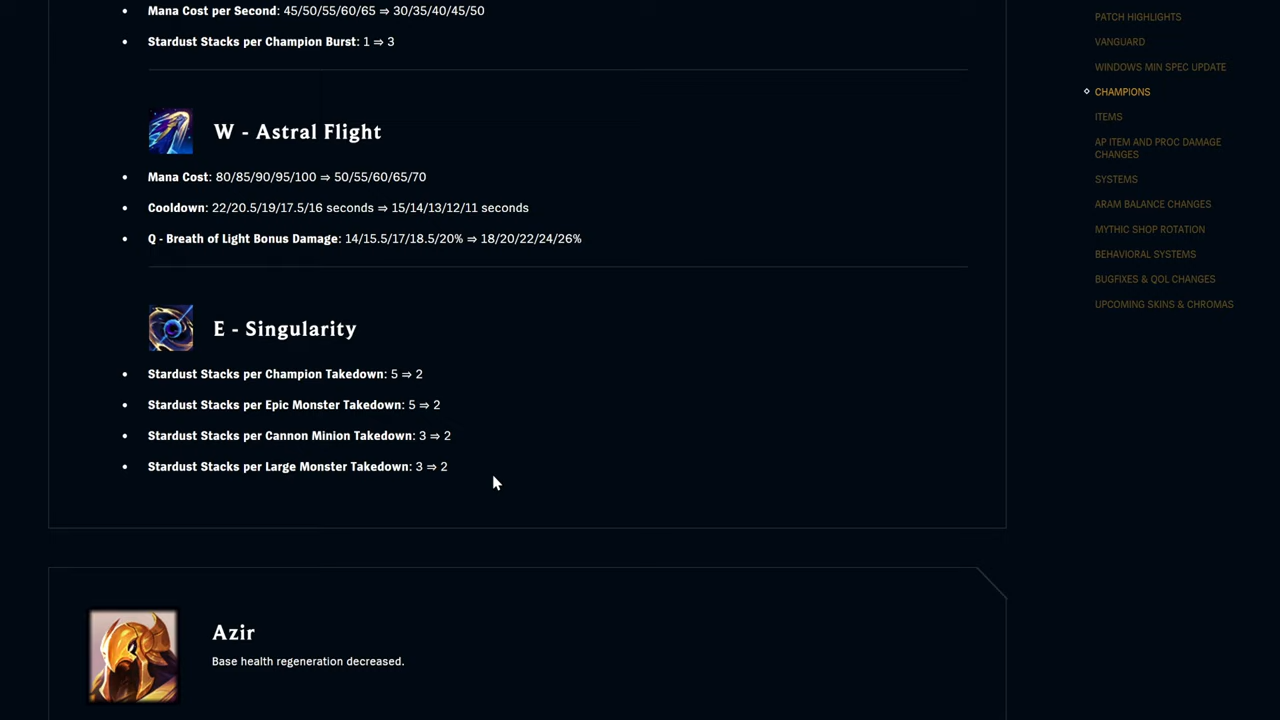 Mana Cost per Second: 45/50/55/60/65 ⇒ 30/35/40/45/50
Stardust Stacks per Champion Burst: 1 ⇒ 3
W - Astral Flight
Mana Cost: 80/85/90/95/100 ⇒ 50/55/60/65/70
Cooldown: 22/20.5/19/17.5/16 seconds ⇒ 15/14/13/12/11 seconds
Q - Breath of Light Bonus Damage: 14/15.5/17/18.5/20% ⇒ 18/20/22/24/26%
E - Singularity
Stardust Stacks per Champion Takedown: 5 ⇒ 2
Stardust Stacks per Epic Monster Takedown: 5 ⇒ 2
Stardust Stacks per Cannon Minion Takedown: 3 ⇒ 2
Stardust Stacks per Large Monster Takedown: 3 ⇒ 2
Azir
Base health regeneration decreased.
PATCH HIGHLIGHTS
VANGUARD
WINDOWS MIN SPEC UPDATE
CHAMPIONS
ITEMS
AP ITEM AND PROC DAMAGE
CHANGES
SYSTEMS
ARAM BALANCE CHANGES
MYTHIC SHOP ROTATION
BEHAVIORAL SYSTEMS
BUGFIXES & QOL CHANGES
UPCOMING SKINS & CHROMAS